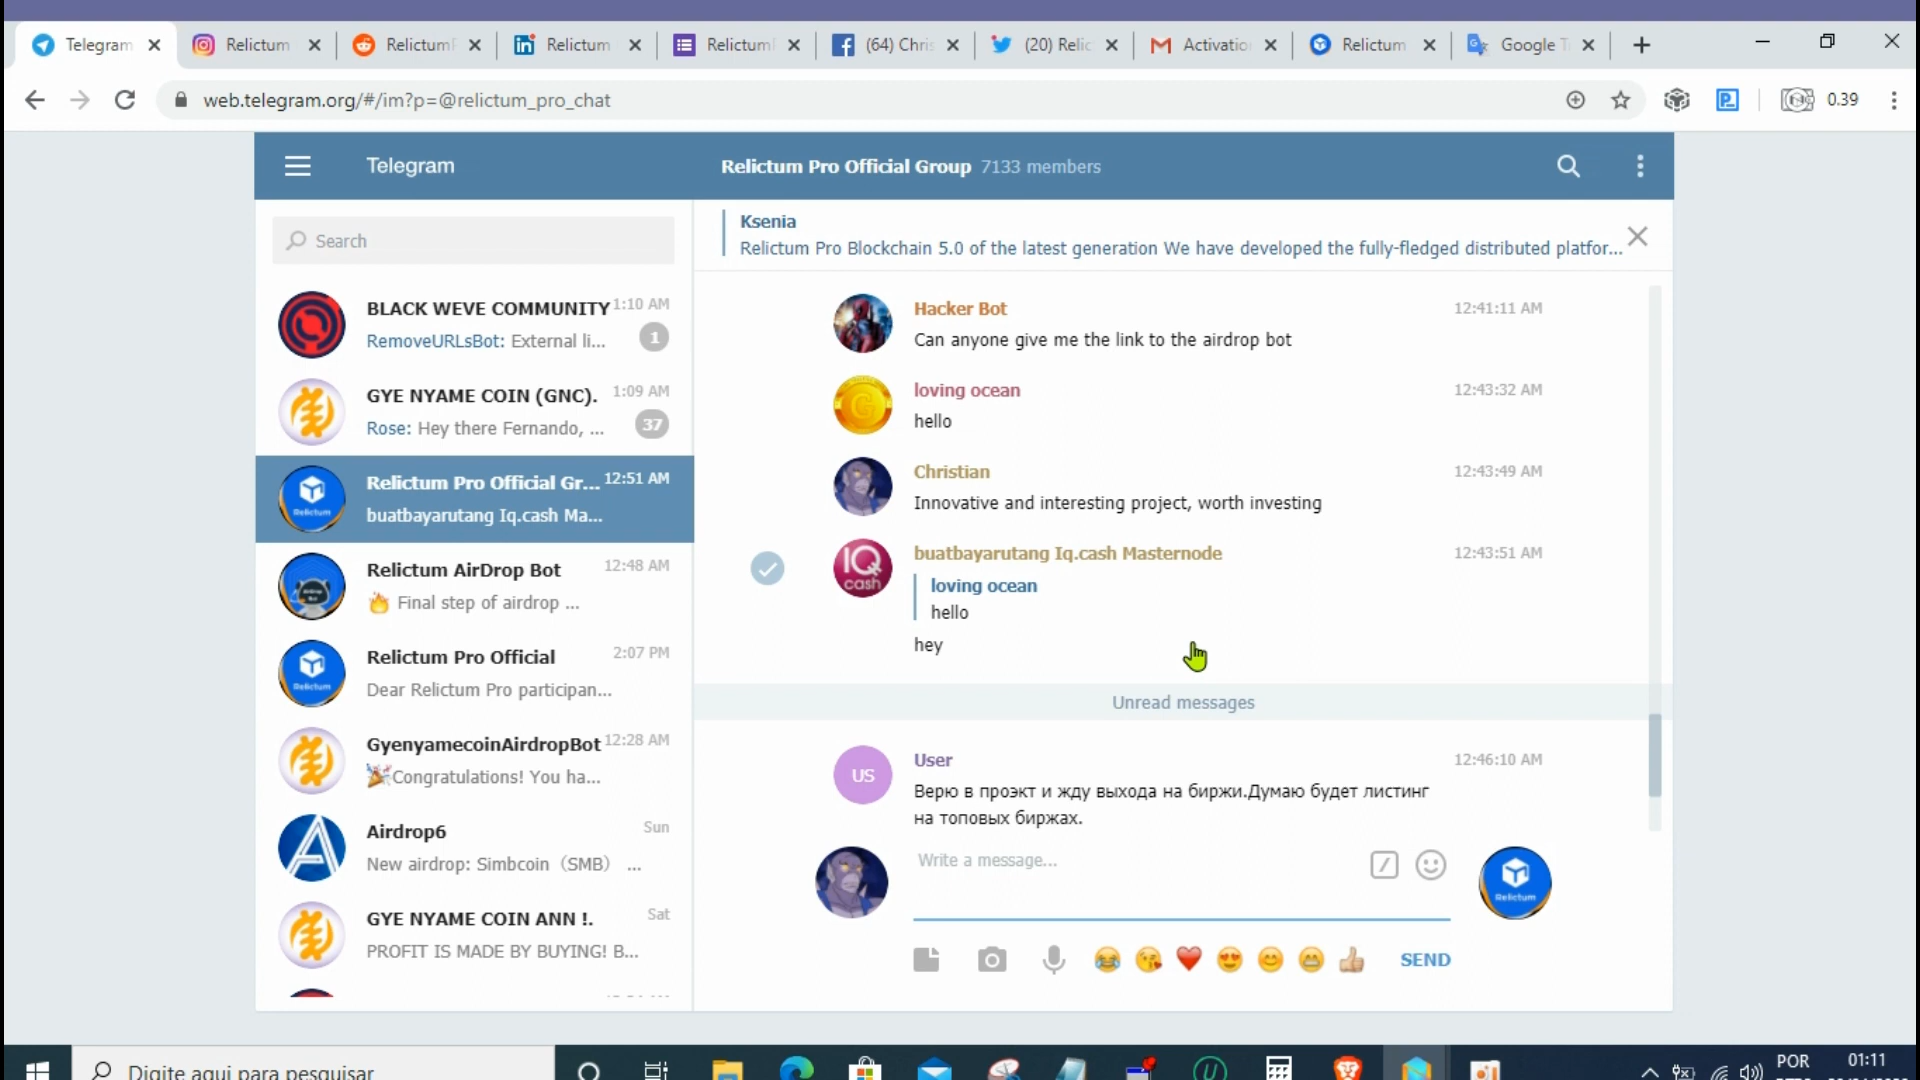 Telegram
Relictum
Relictum
Relictum
Relictum
(64) Chris
(20) Relic
Activatio
Relictum
Google T
web.telegram.org/#/im?p=@relictum_pro_chat
0.39
Telegram
Relictum Pro Official Group 7133 members
Search
Ksenia
Relictum Pro Blockchain 5.0 of the latest generation We have developed the fully-fledged distributed platfor...
BLACK WEVE COMMUNITY 1:10 AM
RemoveURLsBot: External li... 1
GYE NYAME COIN (GNC). 1:09 AM
Rose: Hey there Fernando, ... 37
Relictum Pro Official Gr... 12:51 AM
buatbayarutang Iq.cash Ma...
Relictum
Relictum AirDrop Bot 12:48 AM
🔥 Final step of airdrop ...
Relictum Pro Official 2:07 PM
Dear Relictum Pro participan...
Relictum
GyenyamecoinAirdropBot 12:28 AM
🎉Congratulations! You ha...
Airdrop6 Sun
New airdrop: Simbcoin（SMB） ...
GYE NYAME COIN ANN !. Sat
PROFIT IS MADE BY BUYING! B...
Hacker Bot 12:41:11 AM
Can anyone give me the link to the airdrop bot
loving ocean 12:43:32 AM
hello
Christian 12:43:49 AM
Innovative and interesting project, worth investing
IQ
cash
buatbayarutang Iq.cash Masternode 12:43:51 AM
loving ocean
hello
hey
Unread messages
US
User 12:46:10 AM
Верю в проэкт и жду выхода на биржи.Думаю будет листинг
на топовых биржах.
Write a message...
Relictum
SEND
Digite aqui para pesquisar
POR
01:11